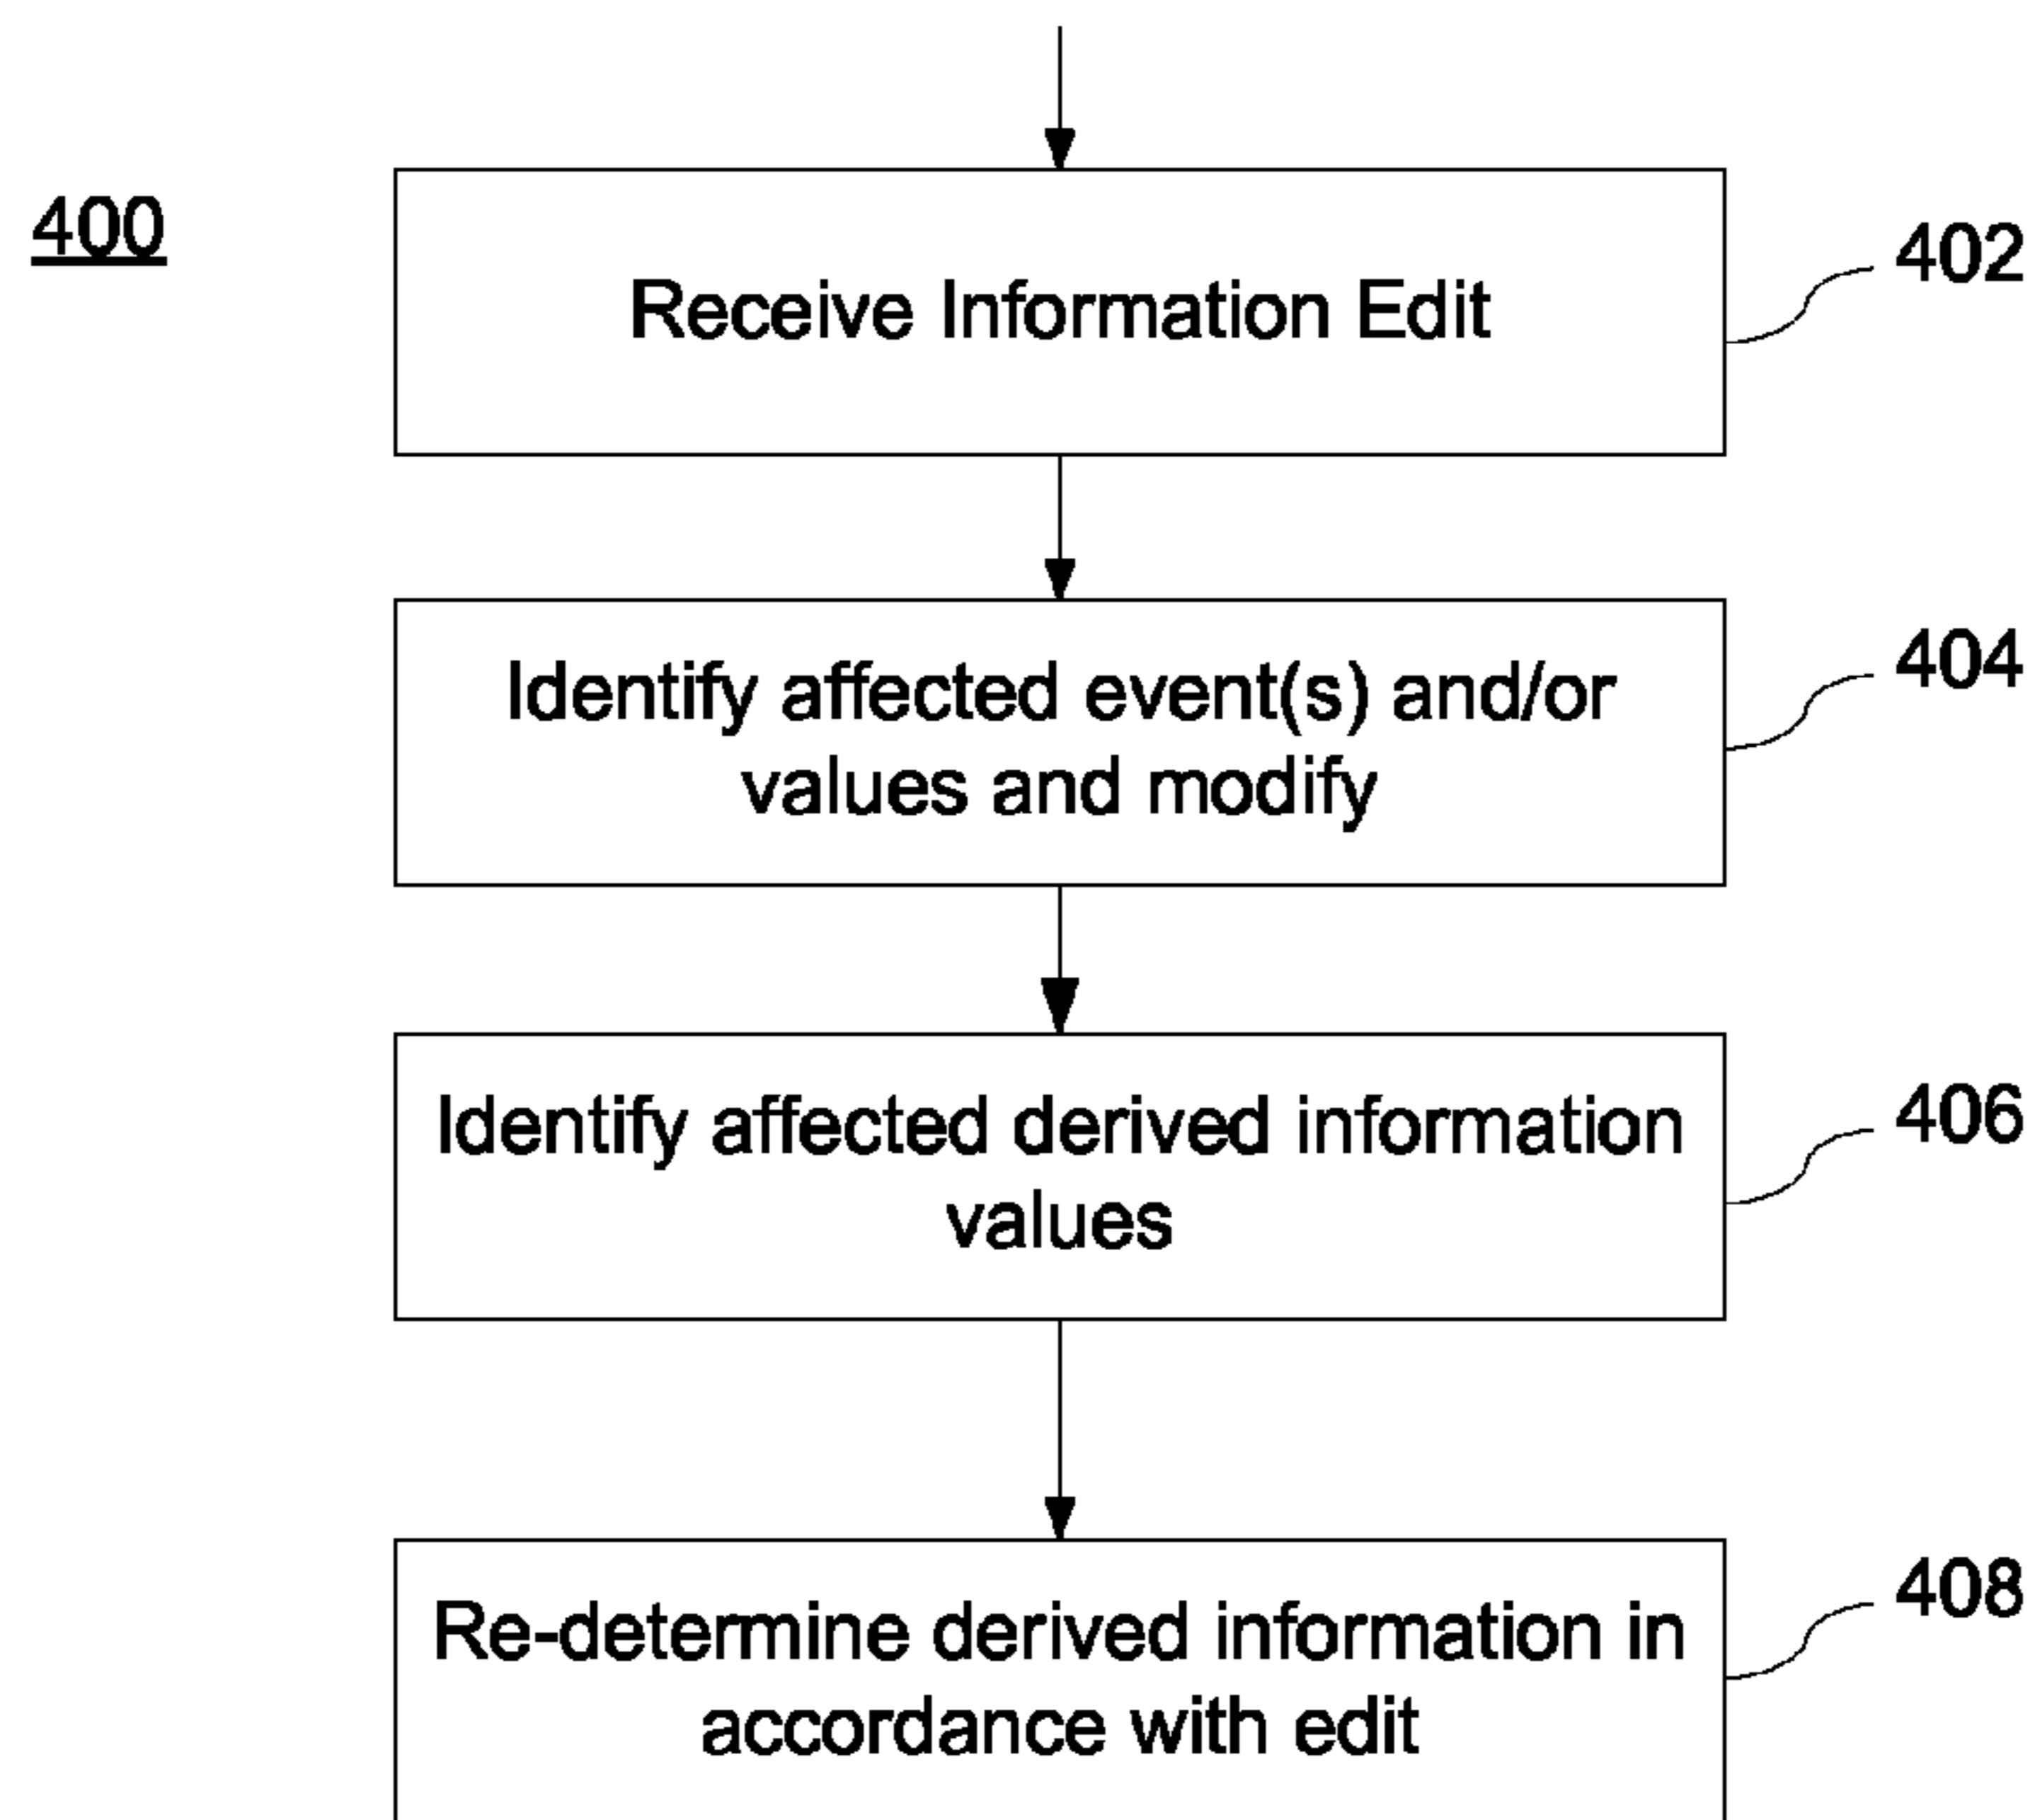 400
Receive Information Edit
402
Identify affected event(s) and/or
values and modify
404
Identify affected derived information
values
406
Re-determine derived information in
accordance with edit
408